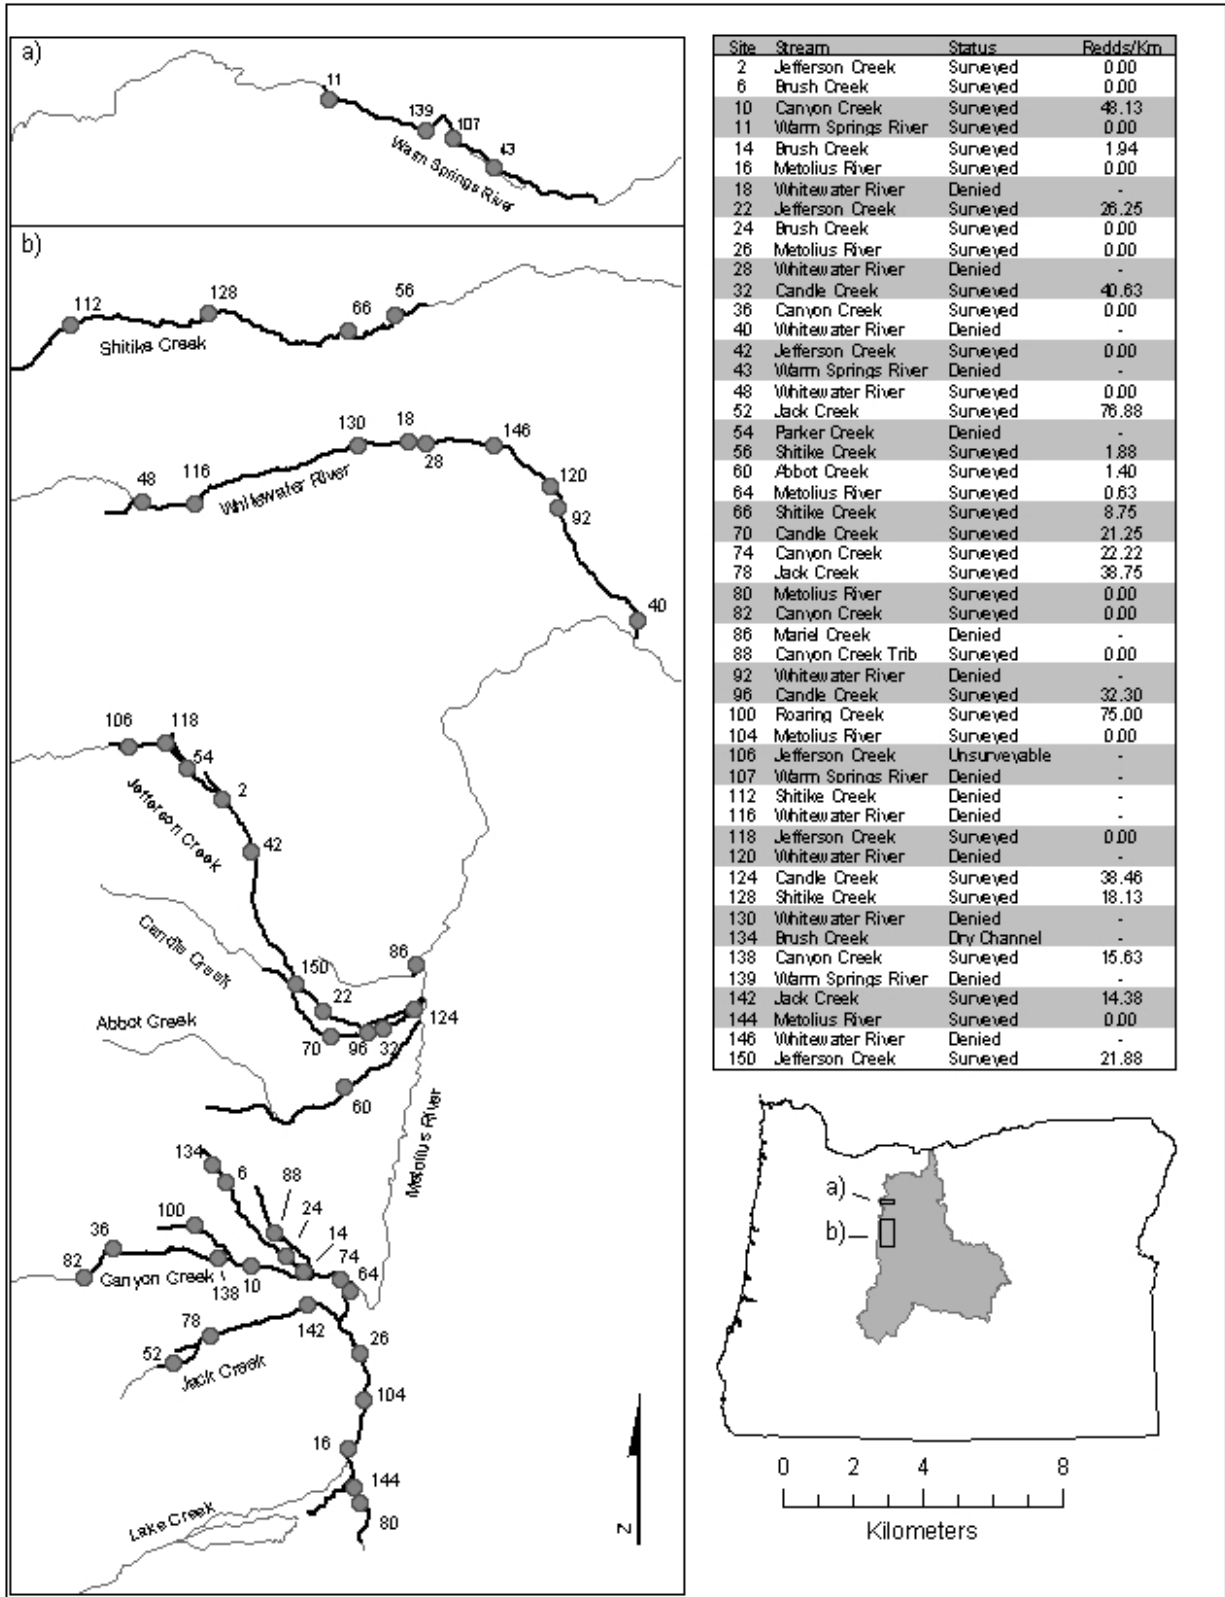 a)
11
139
107
43
Warm Springs River
b)
112
128
66
56
Shitike Creek
130
18
28
146
48
116
Whitewater River
120
92
40
106
118
54
2
Jefferson Creek
42
Candle Creek
86
150
22
124
Abbot Creek
70
96
32
60
Metolius River
134
6
88
24
100
14
36
74
82
64
Canyon Creek
138
10
78
142
26
52
Jack Creek
104
16
144
Lake Creek
80
N
Site Stream Status Redds/Km
2 Jefferson Creek Surveyed 0.00
6 Brush Creek Surveyed 0.00
10 Canyon Creek Surveyed 48.13
11 Warm Springs River Surveyed 0.00
14 Brush Creek Surveyed 1.94
16 Metolius River Surveyed 0.00
18 Whitewater River Denied -
22 Jefferson Creek Surveyed 26.25
24 Brush Creek Surveyed 0.00
26 Metolius River Surveyed 0.00
28 Whitewater River Denied -
32 Candle Creek Surveyed 40.63
36 Canyon Creek Surveyed 0.00
40 Whitewater River Denied -
42 Jefferson Creek Surveyed 0.00
43 Warm Springs River Denied -
48 Whitewater River Surveyed 0.00
52 Jack Creek Surveyed 76.88
54 Parker Creek Denied -
56 Shitike Creek Surveyed 1.88
60 Abbot Creek Surveyed 1.40
64 Metolius River Surveyed 0.63
66 Shitike Creek Surveyed 8.75
70 Candle Creek Surveyed 21.25
74 Canyon Creek Surveyed 22.22
78 Jack Creek Surveyed 38.75
80 Metolius River Surveyed 0.00
82 Canyon Creek Surveyed 0.00
86 Mariel Creek Denied -
88 Canyon Creek Trib Surveyed 0.00
92 Whitewater River Denied -
96 Candle Creek Surveyed 32.30
100 Roaring Creek Surveyed 75.00
104 Metolius River Surveyed 0.00
106 Jefferson Creek Unsurveyable -
107 Warm Springs River Denied -
112 Shitike Creek Denied -
116 Whitewater River Denied -
118 Jefferson Creek Surveyed 0.00
120 Whitewater River Denied -
124 Candle Creek Surveyed 38.46
128 Shitike Creek Surveyed 18.13
130 Whitewater River Denied -
134 Brush Creek Dry Channel -
138 Canyon Creek Surveyed 15.63
139 Warm Springs River Denied -
142 Jack Creek Surveyed 14.38
144 Metolius River Surveyed 0.00
146 Whitewater River Denied -
150 Jefferson Creek Surveyed 21.88
a)
b)
0 2 4 8
Kilometers